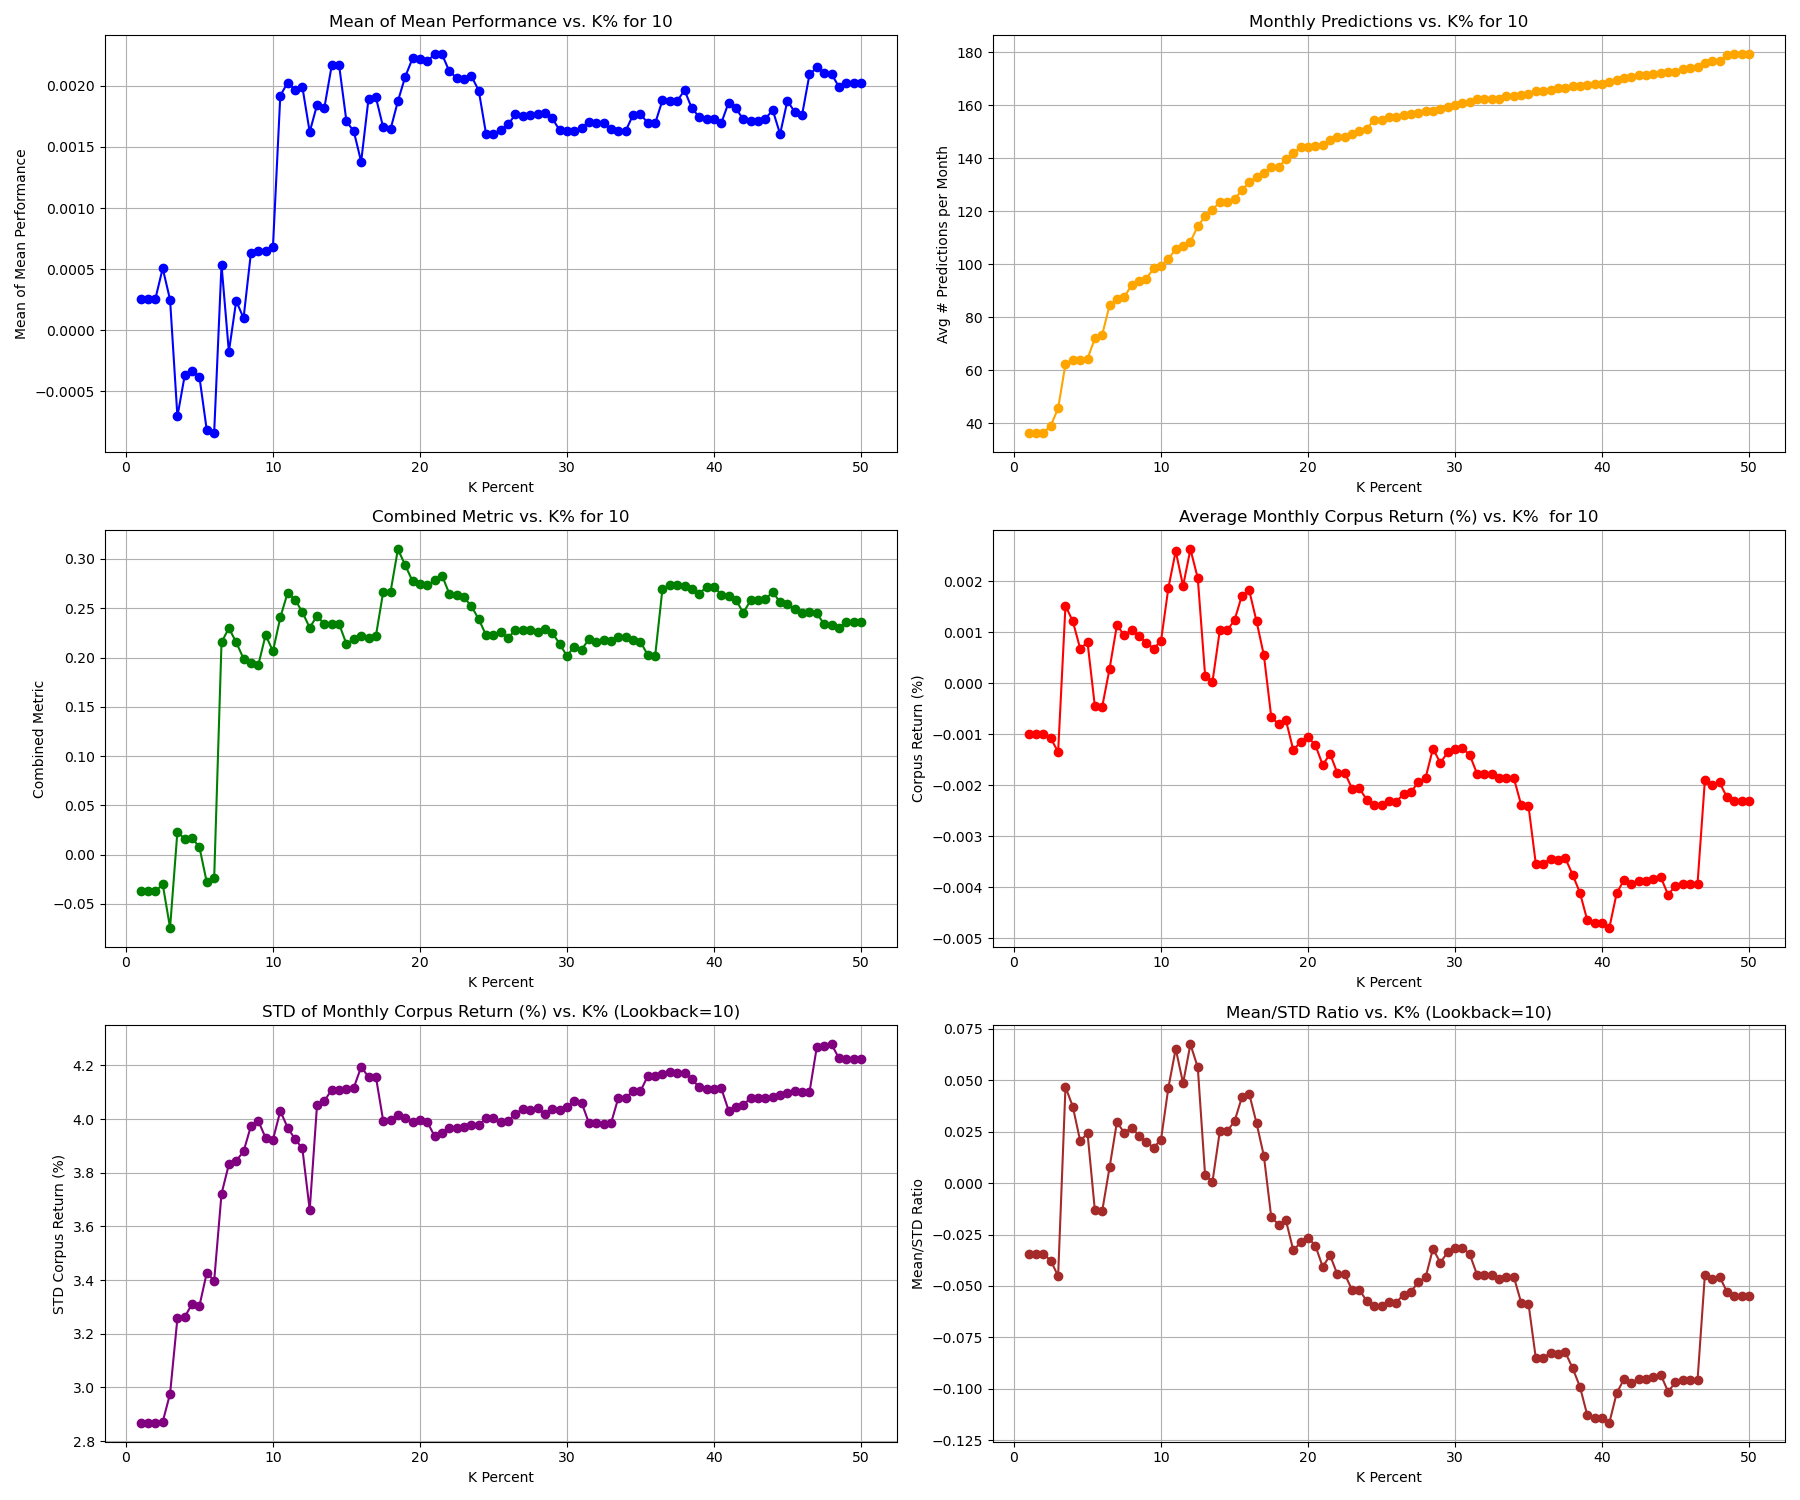 Mean of Mean Performance vs. K% for 10
Mean of Mean Performance
0.0020
0.0015
0.0010
0.0005
0.0000
−0.0005
0 10 20 30 40 50
K Percent
Monthly Predictions vs. K% for 10
Avg # Predictions per Month
180
160
140
120
100
80
60
40
0 10 20 30 40 50
K Percent
Combined Metric vs. K% for 10
Combined Metric
0.30
0.25
0.20
0.15
0.10
0.05
0.00
−0.05
0 10 20 30 40 50
K Percent
Average Monthly Corpus Return (%) vs. K%  for 10
Corpus Return (%)
0.002
0.001
0.000
−0.001
−0.002
−0.003
−0.004
−0.005
0 10 20 30 40 50
K Percent
STD of Monthly Corpus Return (%) vs. K% (Lookback=10)
STD Corpus Return (%)
4.2
4.0
3.8
3.6
3.4
3.2
3.0
2.8
0 10 20 30 40 50
K Percent
Mean/STD Ratio vs. K% (Lookback=10)
Mean/STD Ratio
0.075
0.050
0.025
0.000
−0.025
−0.050
−0.075
−0.100
−0.125
0 10 20 30 40 50
K Percent